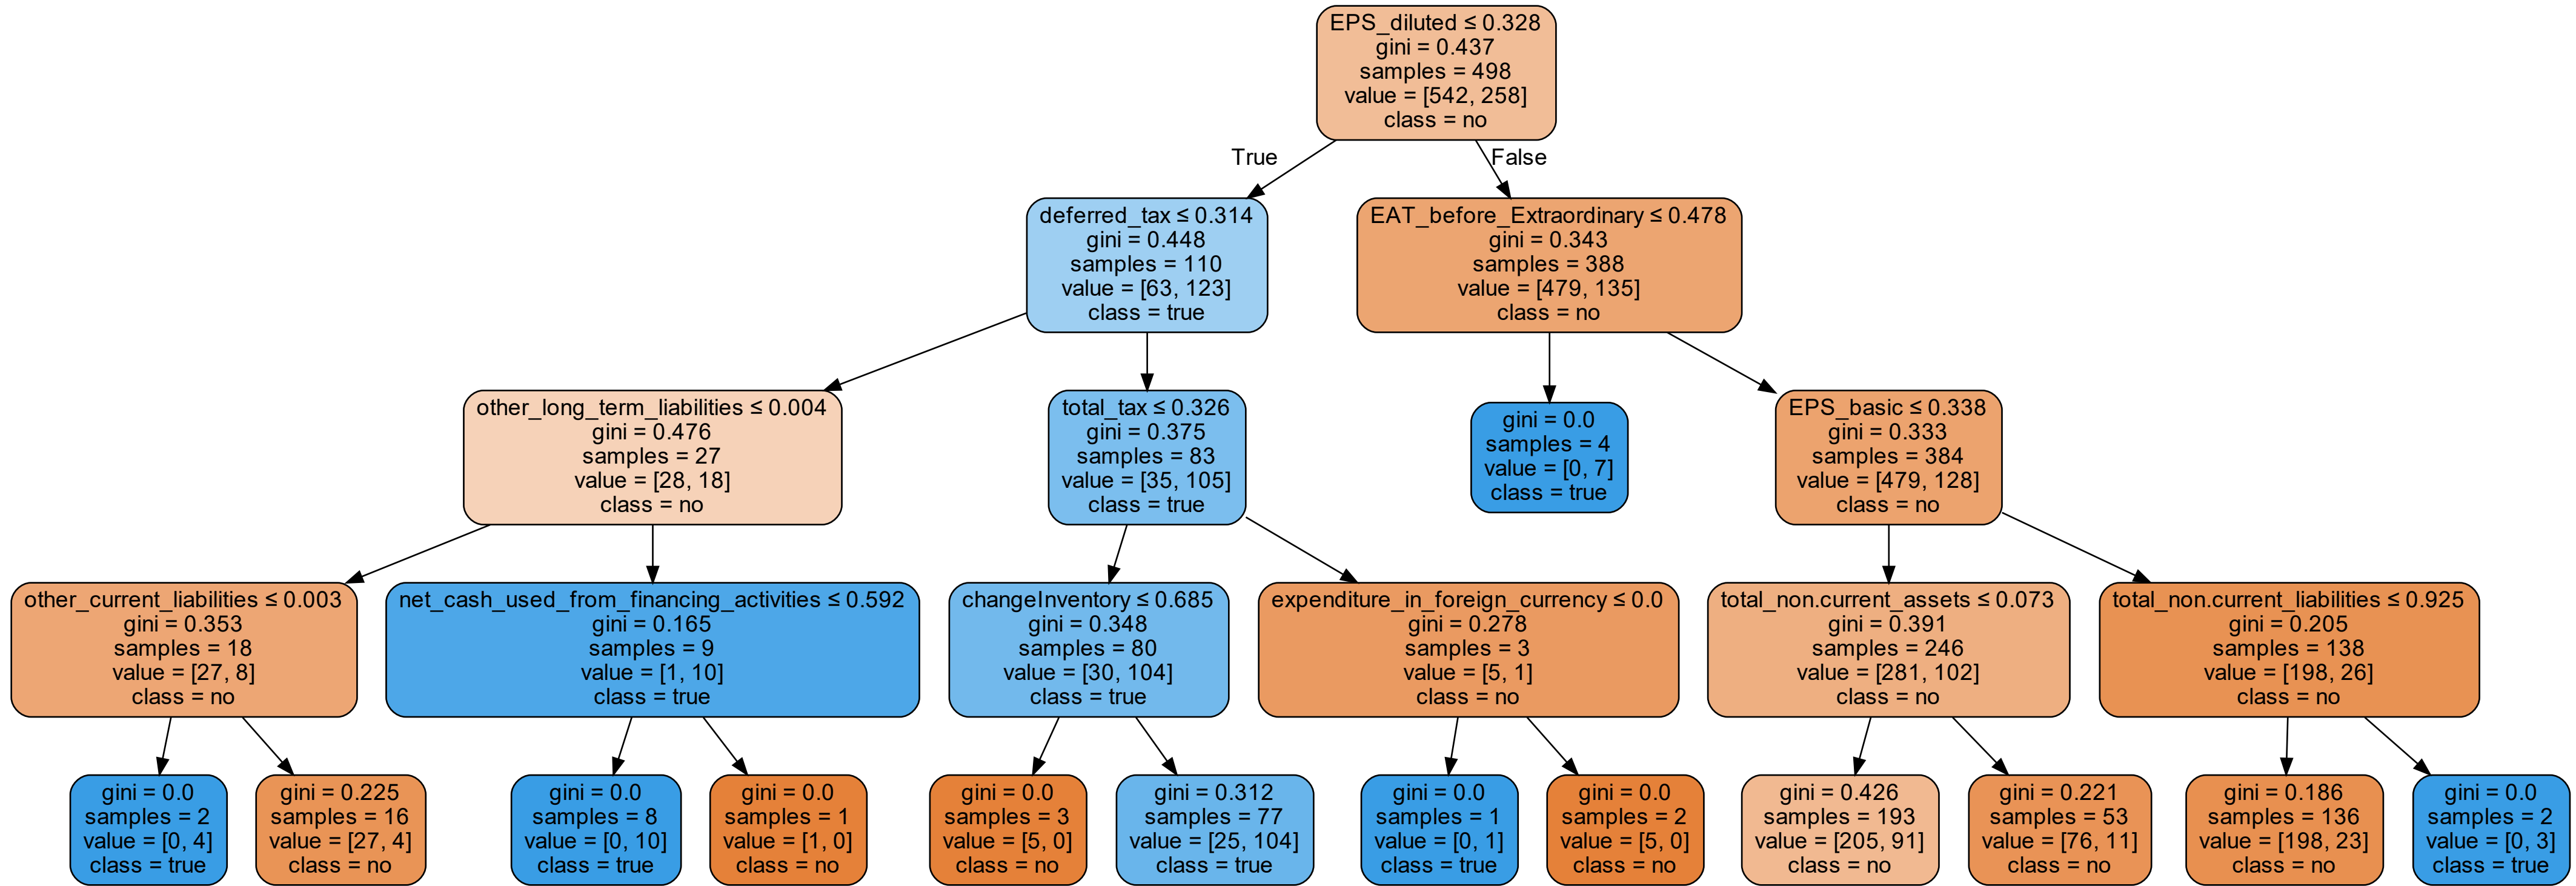 EPS_diluted ≤ 0.328
gini = 0.437
samples = 498
value = [542, 258]
class = no
True
False
deferred_tax ≤ 0.314
gini = 0.448
samples = 110
value = [63, 123]
class = true
EAT_before_Extraordinary ≤ 0.478
gini = 0.343
samples = 388
value = [479, 135]
class = no
other_long_term_liabilities ≤ 0.004
gini = 0.476
samples = 27
value = [28, 18]
class = no
total_tax ≤ 0.326
gini = 0.375
samples = 83
value = [35, 105]
class = true
gini = 0.0
samples = 4
value = [0, 7]
class = true
EPS_basic ≤ 0.338
gini = 0.333
samples = 384
value = [479, 128]
class = no
other_current_liabilities ≤ 0.003
gini = 0.353
samples = 18
value = [27, 8]
class = no
net_cash_used_from_financing_activities ≤ 0.592
gini = 0.165
samples = 9
value = [1, 10]
class = true
changeInventory ≤ 0.685
gini = 0.348
samples = 80
value = [30, 104]
class = true
expenditure_in_foreign_currency ≤ 0.0
gini = 0.278
samples = 3
value = [5, 1]
class = no
total_non.current_assets ≤ 0.073
gini = 0.391
samples = 246
value = [281, 102]
class = no
total_non.current_liabilities ≤ 0.925
gini = 0.205
samples = 138
value = [198, 26]
class = no
gini = 0.0
samples = 2
value = [0, 4]
class = true
gini = 0.225
samples = 16
value = [27, 4]
class = no
gini = 0.0
samples = 8
value = [0, 10]
class = true
gini = 0.0
samples = 1
value = [1, 0]
class = no
gini = 0.0
samples = 3
value = [5, 0]
class = no
gini = 0.312
samples = 77
value = [25, 104]
class = true
gini = 0.0
samples = 1
value = [0, 1]
class = true
gini = 0.0
samples = 2
value = [5, 0]
class = no
gini = 0.426
samples = 193
value = [205, 91]
class = no
gini = 0.221
samples = 53
value = [76, 11]
class = no
gini = 0.186
samples = 136
value = [198, 23]
class = no
gini = 0.0
samples = 2
value = [0, 3]
class = true